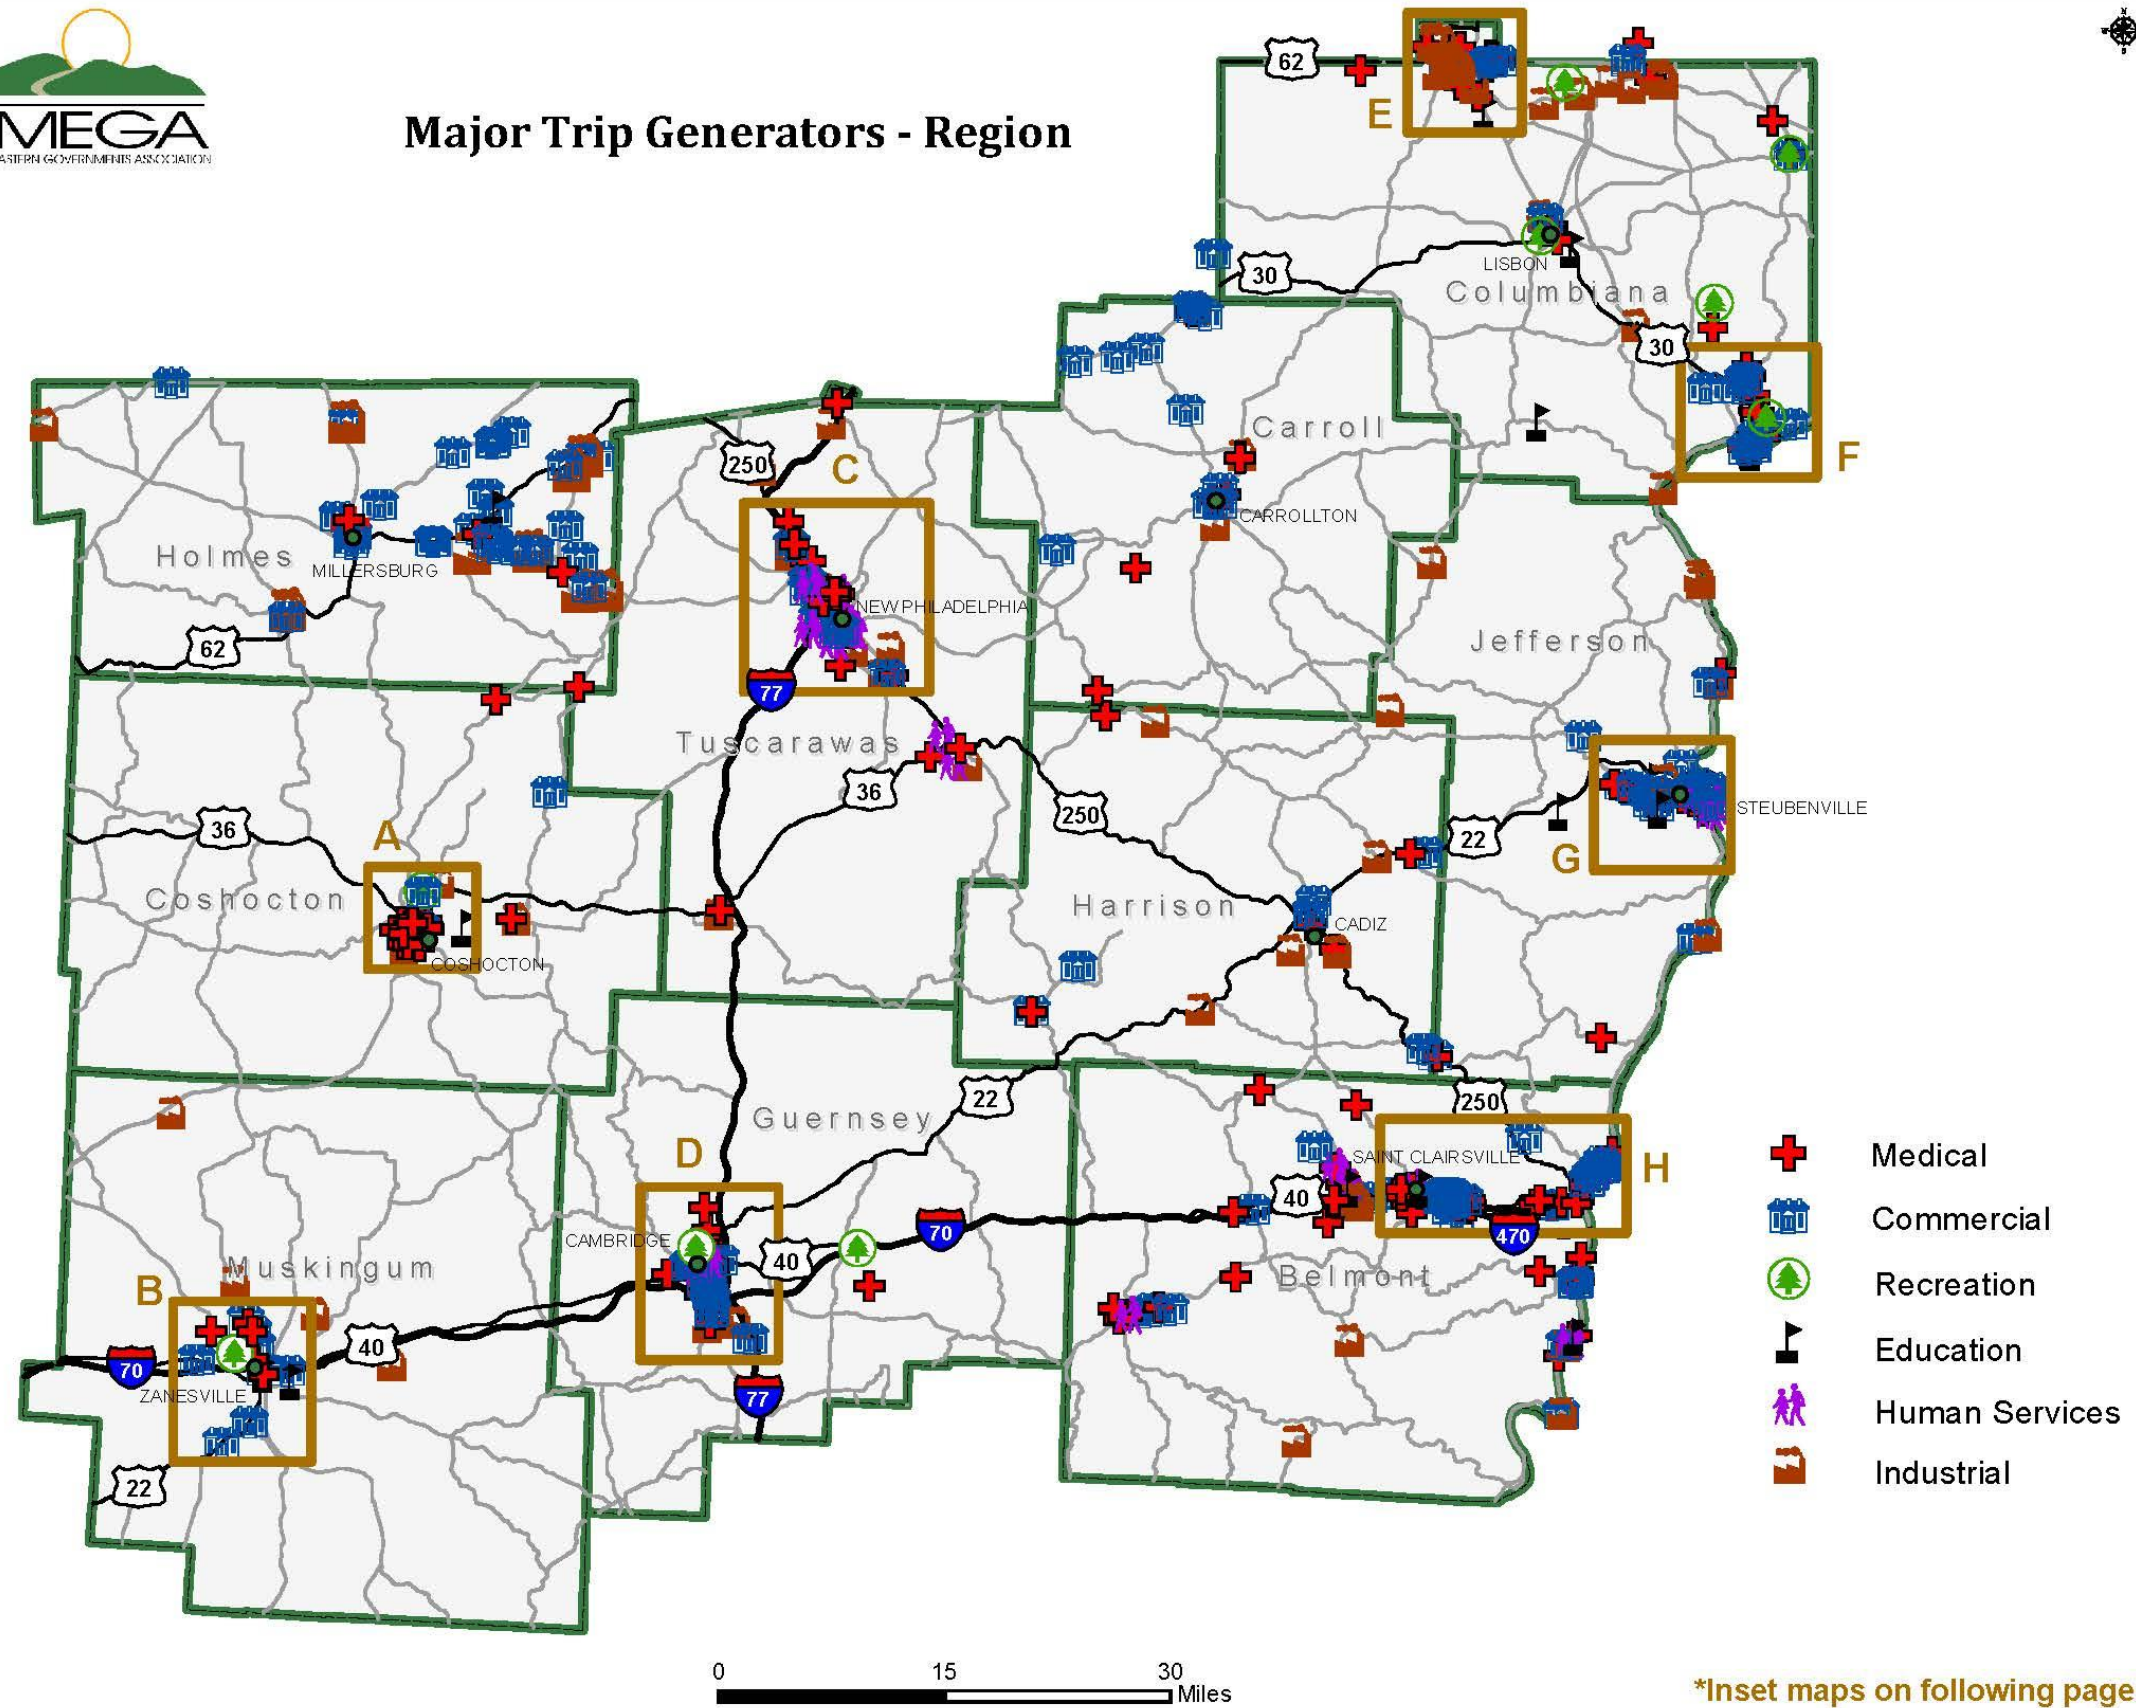 MEGA
EASTERN GOVERNMENTS ASSOCIATION
Major Trip Generators - Region
62
E
LISBON
30
Columbiana
30
F
Carroll
CARROLLTON
250
C
Holmes
MILLERSBURG
62
NEW PHILADELPHIA
77
Jefferson
Tuscarawas
36
250
22
G
STEUBENVILLE
36
A
Coshocton
COSHOCTON
Harrison
CADIZ
Guernsey
22
250
D
SAINT CLAIRSVILLE
H
40
470
CAMBRIDGE
40
70
Belmont
Muskingum
B
40
70
ZANESVILLE
77
22
Medical
Commercial
Recreation
Education
Human Services
Industrial
0 15 30
Miles
*Inset maps on following page